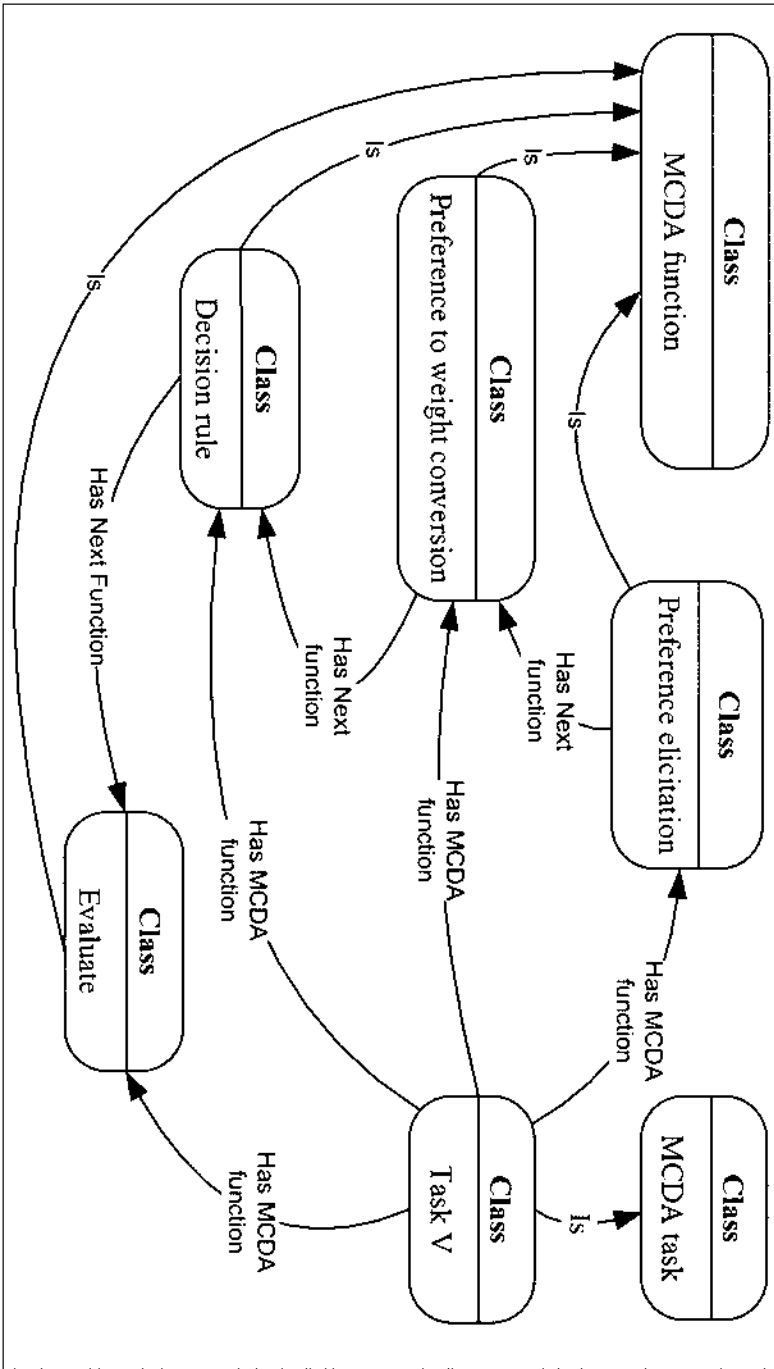 Class
MCDA function
Class
Preference elicitation
Class
MCDA task
Is
Is
Is
Is
Is
Class
Preference to weight conversion
Has Next
function
Has MCDA
function
Has MCDA
function
Class
Task V
Class
Decision rule
Has Next
function
Has MCDA
function
Has MCDA
function
Has Next Function
Class
Evaluate